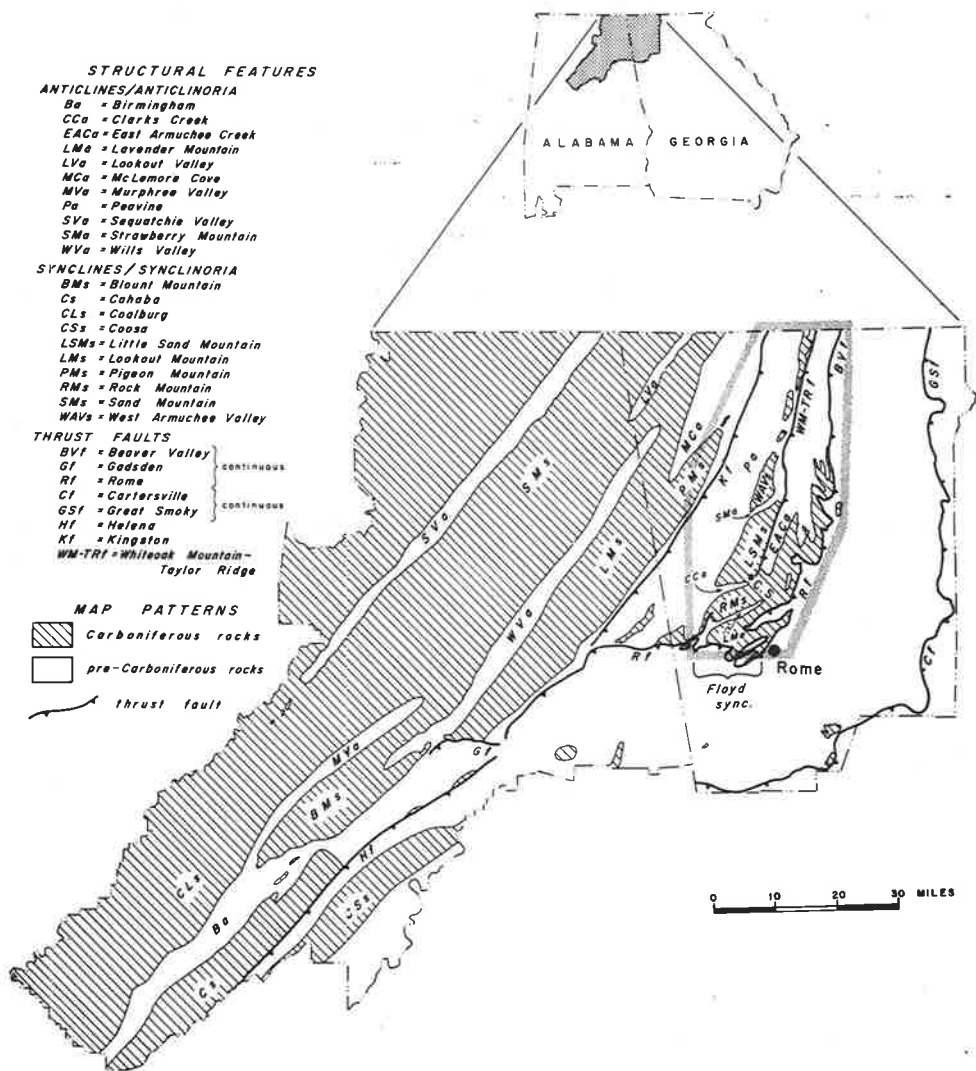 STRUCTURAL FEATURES
ANTICLINES/ANTICLINORIA
Ba = Birmingham
CCa = Clarks Creek
EACa = East Armuchee Creek
LMa = Lavender Mountain
LVa = Lookout Valley
MCa = McLemore Cove
MVa = Murphree Valley
Pa = Peavine
SVa = Sequatchie Valley
SMa = Strawberry Mountain
WVa = Wills Valley
SYNCLINES/SYNCLINORIA
BMs = Blount Mountain
Cs = Cahaba
CLs = Coalburg
CSs = Coosa
LSMs = Little Sand Mountain
LMs = Lookout Mountain
PMs = Pigeon Mountain
RMs = Rock Mountain
SMs = Sand Mountain
WAVs = West Armuchee Valley
THRUST FAULTS
BVf = Beaver Valley
Gf = Gadsden
Rf = Rome
continuous
Cf = Cartersville
GSf = Great Smoky
continuous
Hf = Helena
Kf = Kingston
WM-TRf = Whiteoak Mountain-
Taylor Ridge
MAP PATTERNS
Carboniferous rocks
pre-Carboniferous rocks
thrust fault
ALABAMA
GEORGIA
BVf
GSf
WM-TRf
LVa
MCa
PMs
Kf
Pa
WAVs
SMa
SMs
SVa
LSMs
EACa
LMs
CCa
RMs
WVa
Rf
Rf
Rome
Cf
Floyd
sync.
MVa
Gf
BMs
Hf
CLs
CSs
Ba
Cs
0 10 20 30 MILES